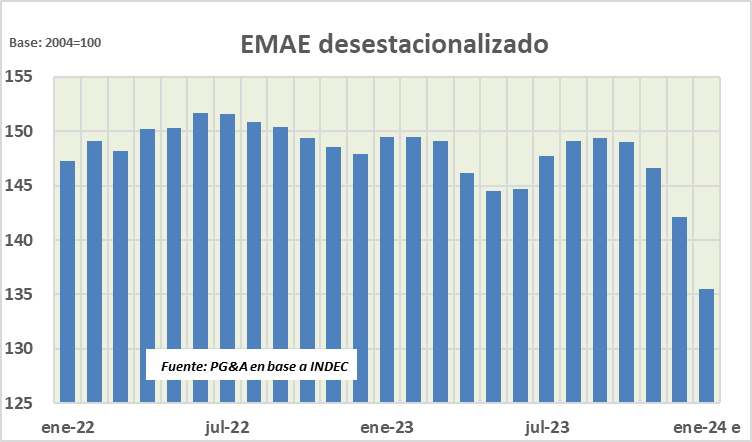 EMAE desestacionalizado
Base: 2004=100
155
150
145
140
135
130
125
Fuente: PG&A en base a INDEC
ene-22 jul-22 ene-23 jul-23 ene-24 e